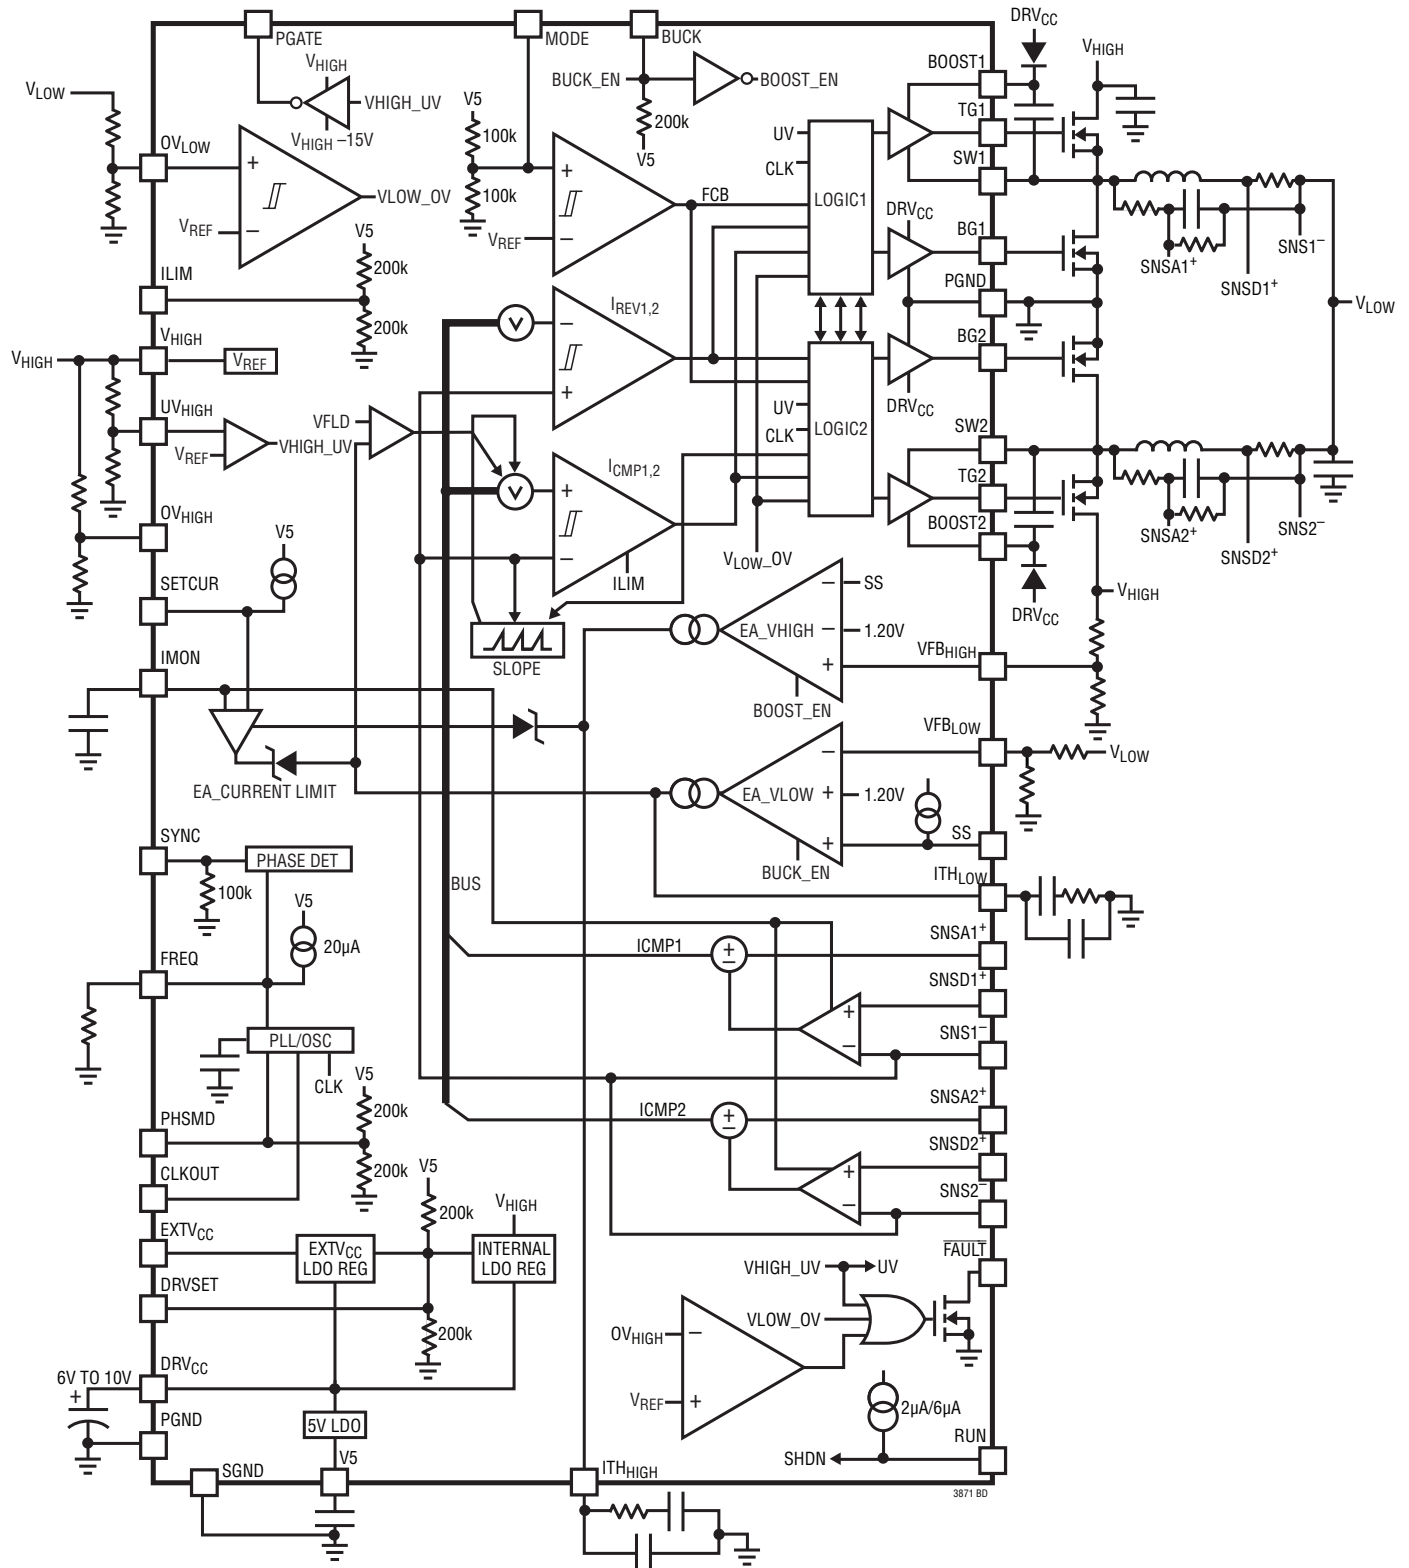 DRVCC
PGATE
MODE
BUCK
VHIGH
VLOW
VHIGH
VHIGH_UV
VHIGH –15V
BUCK_EN
BOOST_EN
BOOST1
V5
100k
200k
V5
TG1
OVLOW
+
VLOW_OV
VREF
–
100k
+
VREF
–
FCB
UV
CLK
LOGIC1
SW1
DRVCC
BG1
SNSA1+
SNSD1+
SNS1–
V5
200k
ILIM
200k
PGND
VLOW
IREV1,2
–
+
VHIGH
VHIGH
VREF
BG2
DRVCC
UVHIGH
VREF
VHIGH_UV
VFLD
UV
CLK
LOGIC2
SW2
V
V
ICMP1,2
+
–
ILIM
TG2
BOOST2
SNSA2+
SNSD2+
SNS2–
OVHIGH
V5
VLOW_OV
SETCUR
DRVCC
VHIGH
– SS
EA_VHIGH
– 1.20V
+
BOOST_EN
VFBHIGH
SLOPE
IMON
EA_CURRENT LIMIT
VFBLOW
VLOW
–
EA_VLOW
+ 1.20V
+
BUCK_EN
SS
SYNC
PHASE DET
100k
V5
20µA
BUS
ITHLOW
SNSA1+
ICMP1
+
–
FREQ
SNSD1+
+
–
SNS1–
PLL/OSC
CLK
V5
200k
SNSA2+
ICMP2
+
–
PHSMD
SNSD2+
+
–
CLKOUT
200k
V5
SNS2–
200k
VHIGH
EXTVCC
EXTVCC
LDO REG
INTERNAL
LDO REG
FAULT
VHIGH_UV
UV
DRVSET
VLOW_OV
200k
OVHIGH
–
VREF
+
DRVCC
6V TO 10V
+
PGND
5V LDO
2µA/6µA
RUN
SHDN
SGND
V5
ITHHIGH
3871 BD